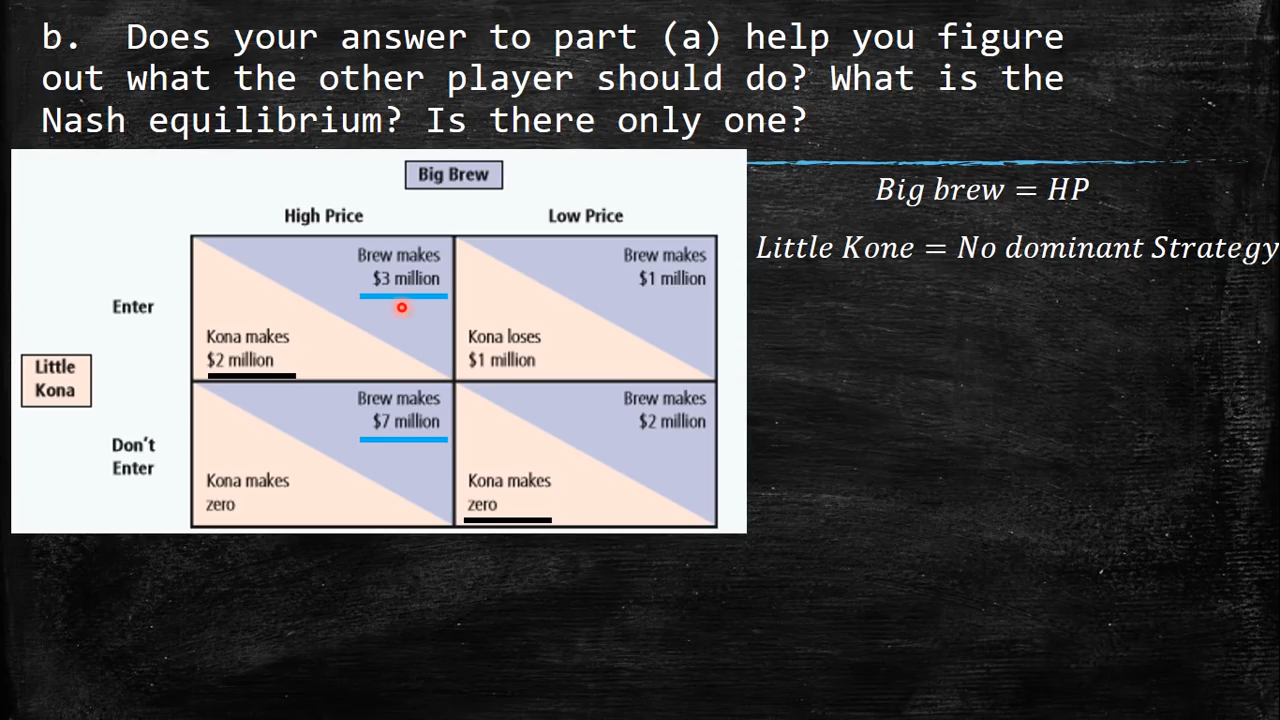 b. Does your answer to part (a) help you figure
out what the other player should do? What is the
Nash equilibrium? Is there only one?
Big Brew
High Price
Low Price
Big brew = HP
Little Kone = No dominant Strategy
Enter
Brew makes
$3 million
Kona makes
$2 million
Brew makes
$1 million
Kona loses
$1 million
Little
Kona
Don't
Enter
Brew makes
$7 million
Kona makes
zero
Brew makes
$2 million
Kona makes
zero